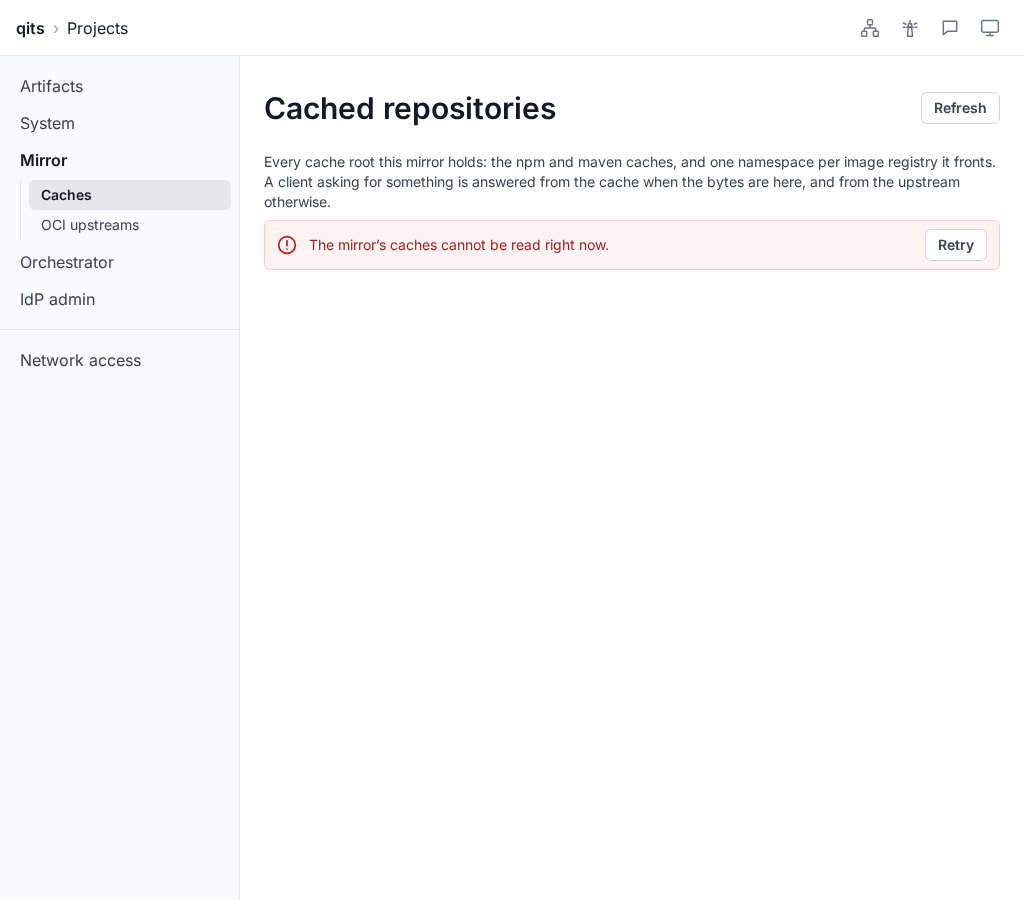 qits › Projects
Artifacts
System
Mirror
Caches
OCI upstreams
Orchestrator
IdP admin
Network access
Cached repositories
Refresh
Every cache root this mirror holds: the npm and maven caches, and one namespace per image registry it fronts.
A client asking for something is answered from the cache when the bytes are here, and from the upstream
otherwise.
The mirror’s caches cannot be read right now.
Retry